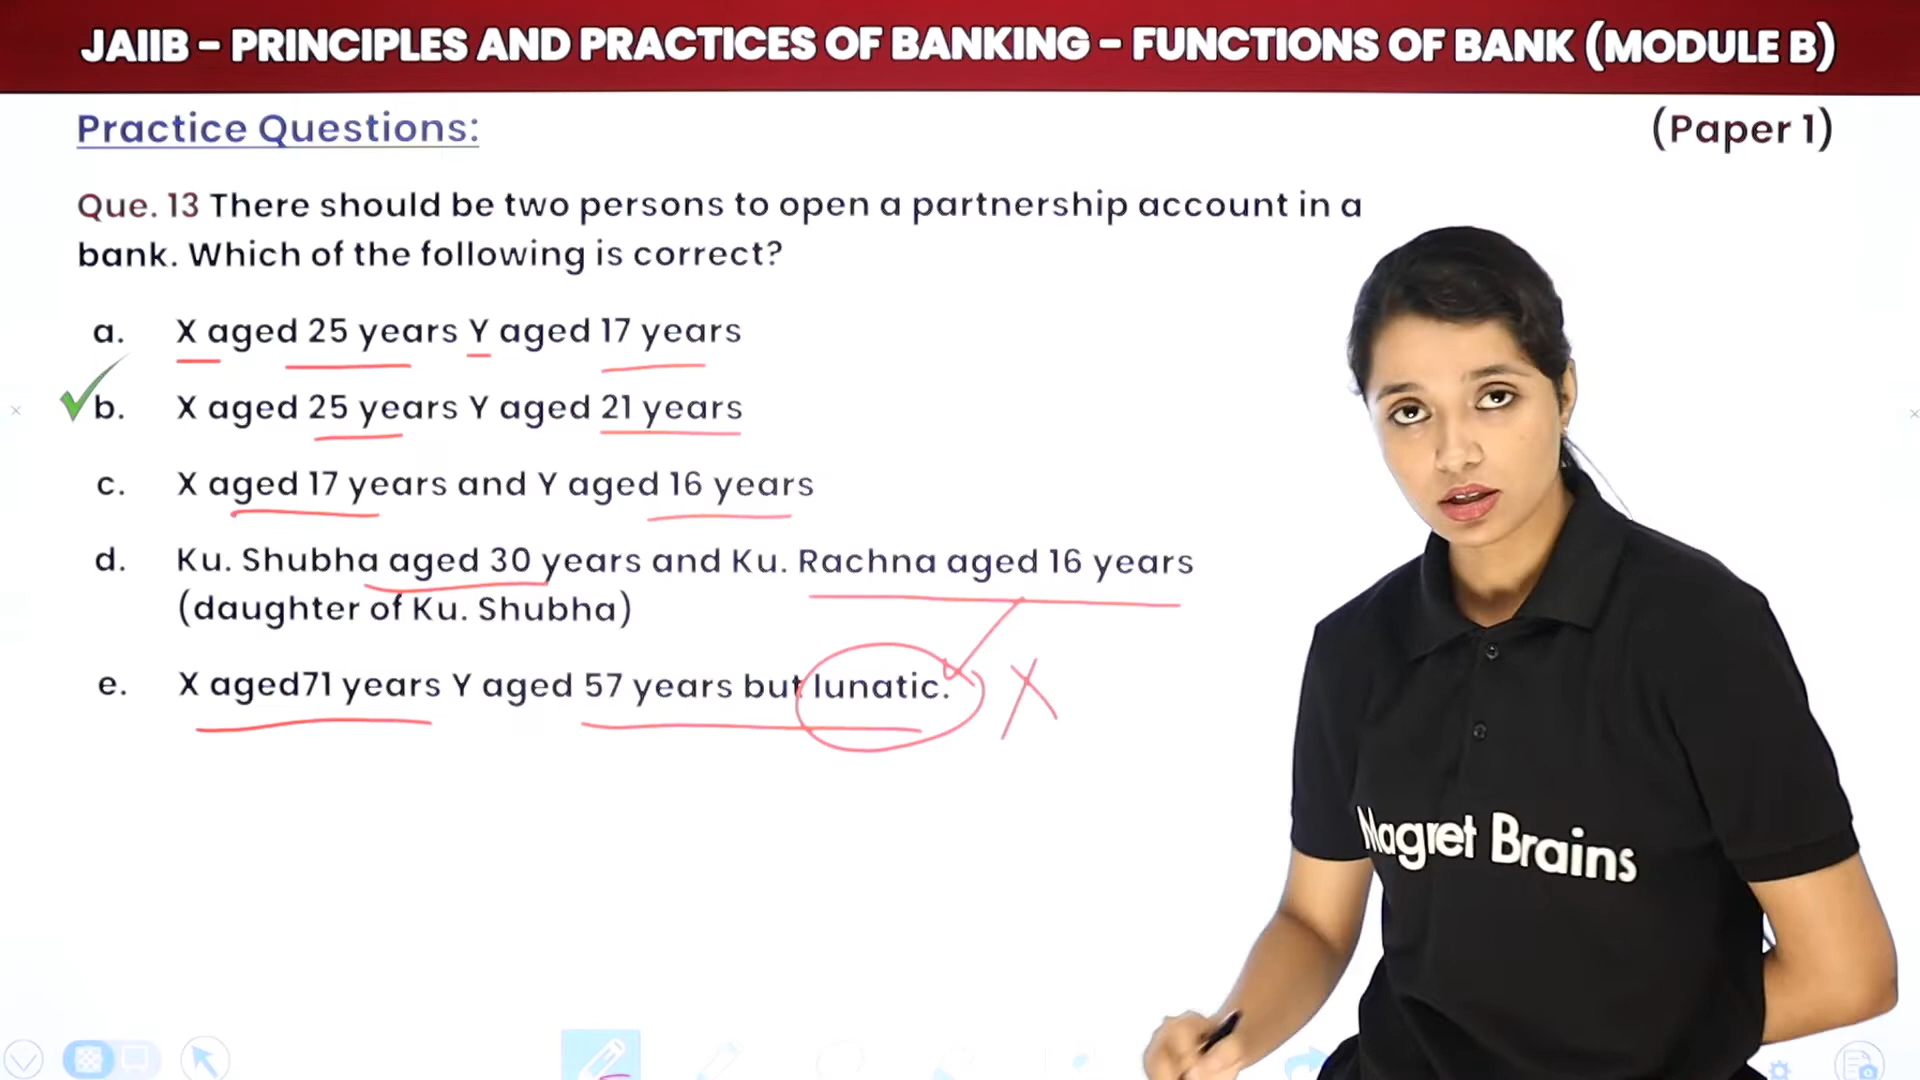 JAIIB – PRINCIPLES AND PRACTICES OF BANKING – FUNCTIONS OF BANK (MODULE B)
Practice Questions:
(Paper 1)
Que. 13 There should be two persons to open a partnership account in a
bank. Which of the following is correct?
a. X aged 25 years Y aged 17 years
b. X aged 25 years Y aged 21 years
c. X aged 17 years and Y aged 16 years
d. Ku. Shubha aged 30 years and Ku. Rachna aged 16 years
(daughter of Ku. Shubha)
e. X aged71 years Y aged 57 years but lunatic.
Magnet Brains